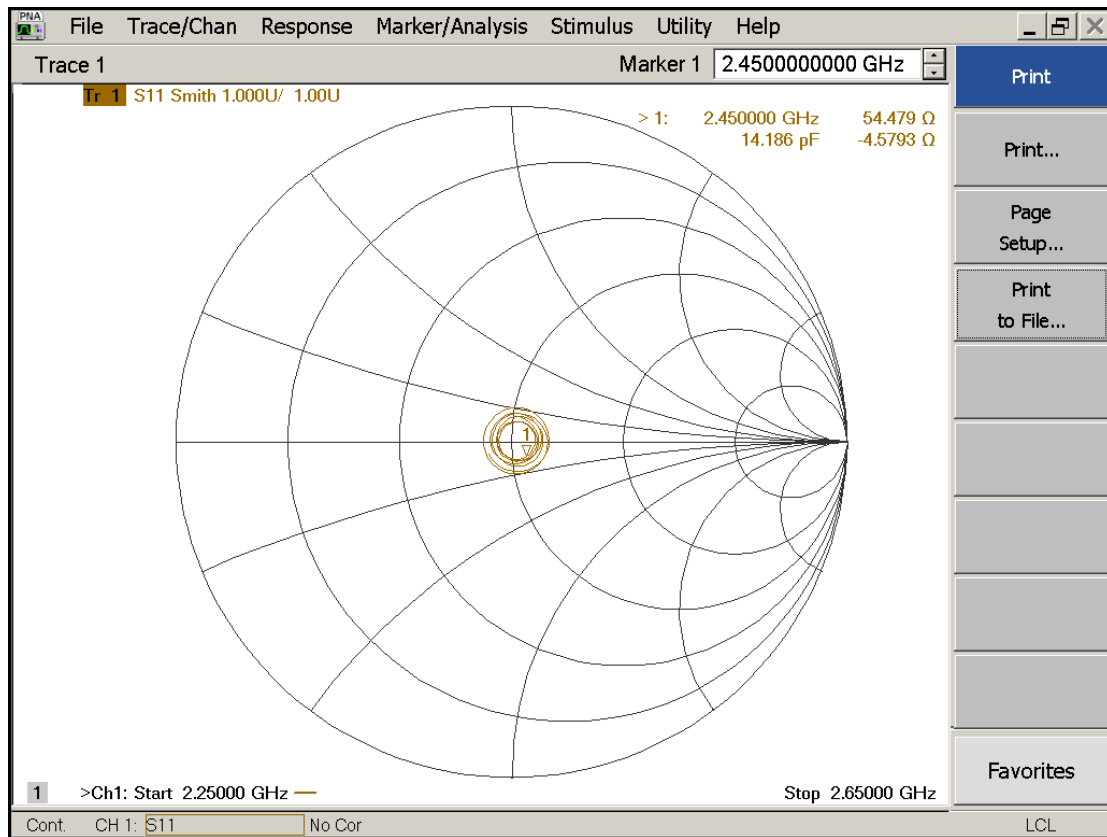 PNA File Trace/Chan Response Marker/Analysis Stimulus Utility Help
Trace 1 Marker 1 2.4500000000 GHz
Tr 1 S11 Smith 1.000U/ 1.00U
> 1: 2.450000 GHz 54.479 Ω
14.186 pF -4.5793 Ω
1
1 >Ch1: Start 2.25000 GHz Stop 2.65000 GHz
Cont. CH 1: S11 No Cor LCL
Print
Print...
Page
Setup...
Print
to File...
Favorites